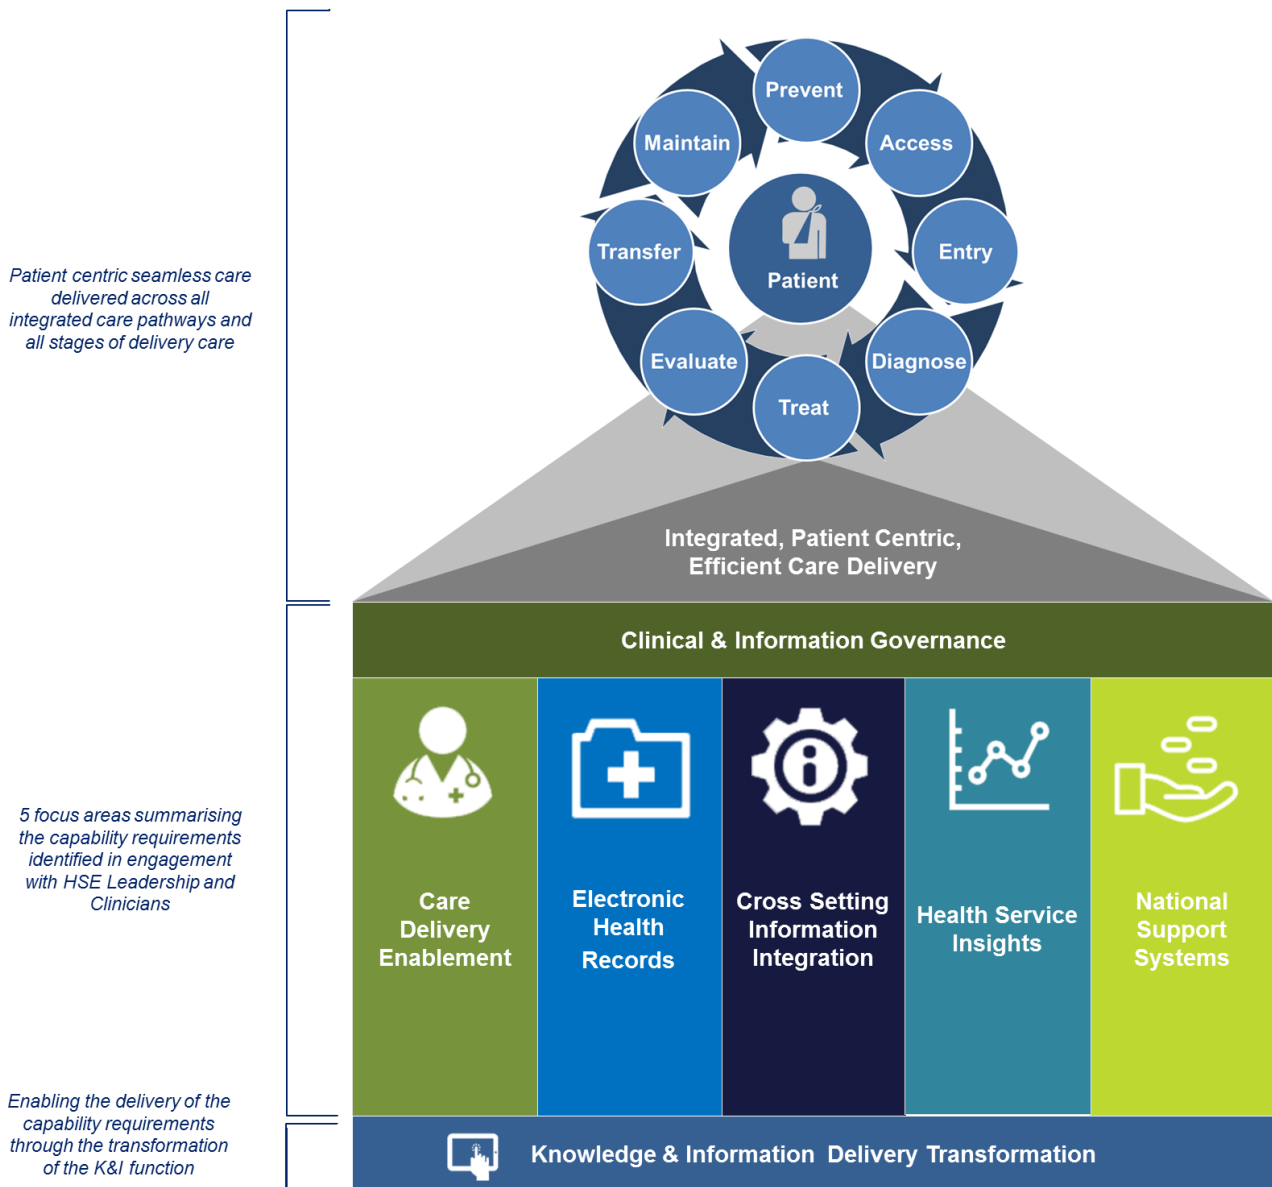 Prevent
Maintain
Access
Transfer
Patient
Entry
Evaluate
Diagnose
Treat
Patient centric seamless care
delivered across all
integrated care pathways and
all stages of delivery care
Integrated, Patient Centric,
Efficient Care Delivery
Clinical & Information Governance
5 focus areas summarising
the capability requirements
identified in engagement
with HSE Leadership and
Clinicians
Care
Delivery
Enablement
Electronic
Health
Records
Cross Setting
Information
Integration
Health Service
Insights
National
Support
Systems
Enabling the delivery of the
capability requirements
through the transformation
of the K&I function
Knowledge & Information Delivery Transformation